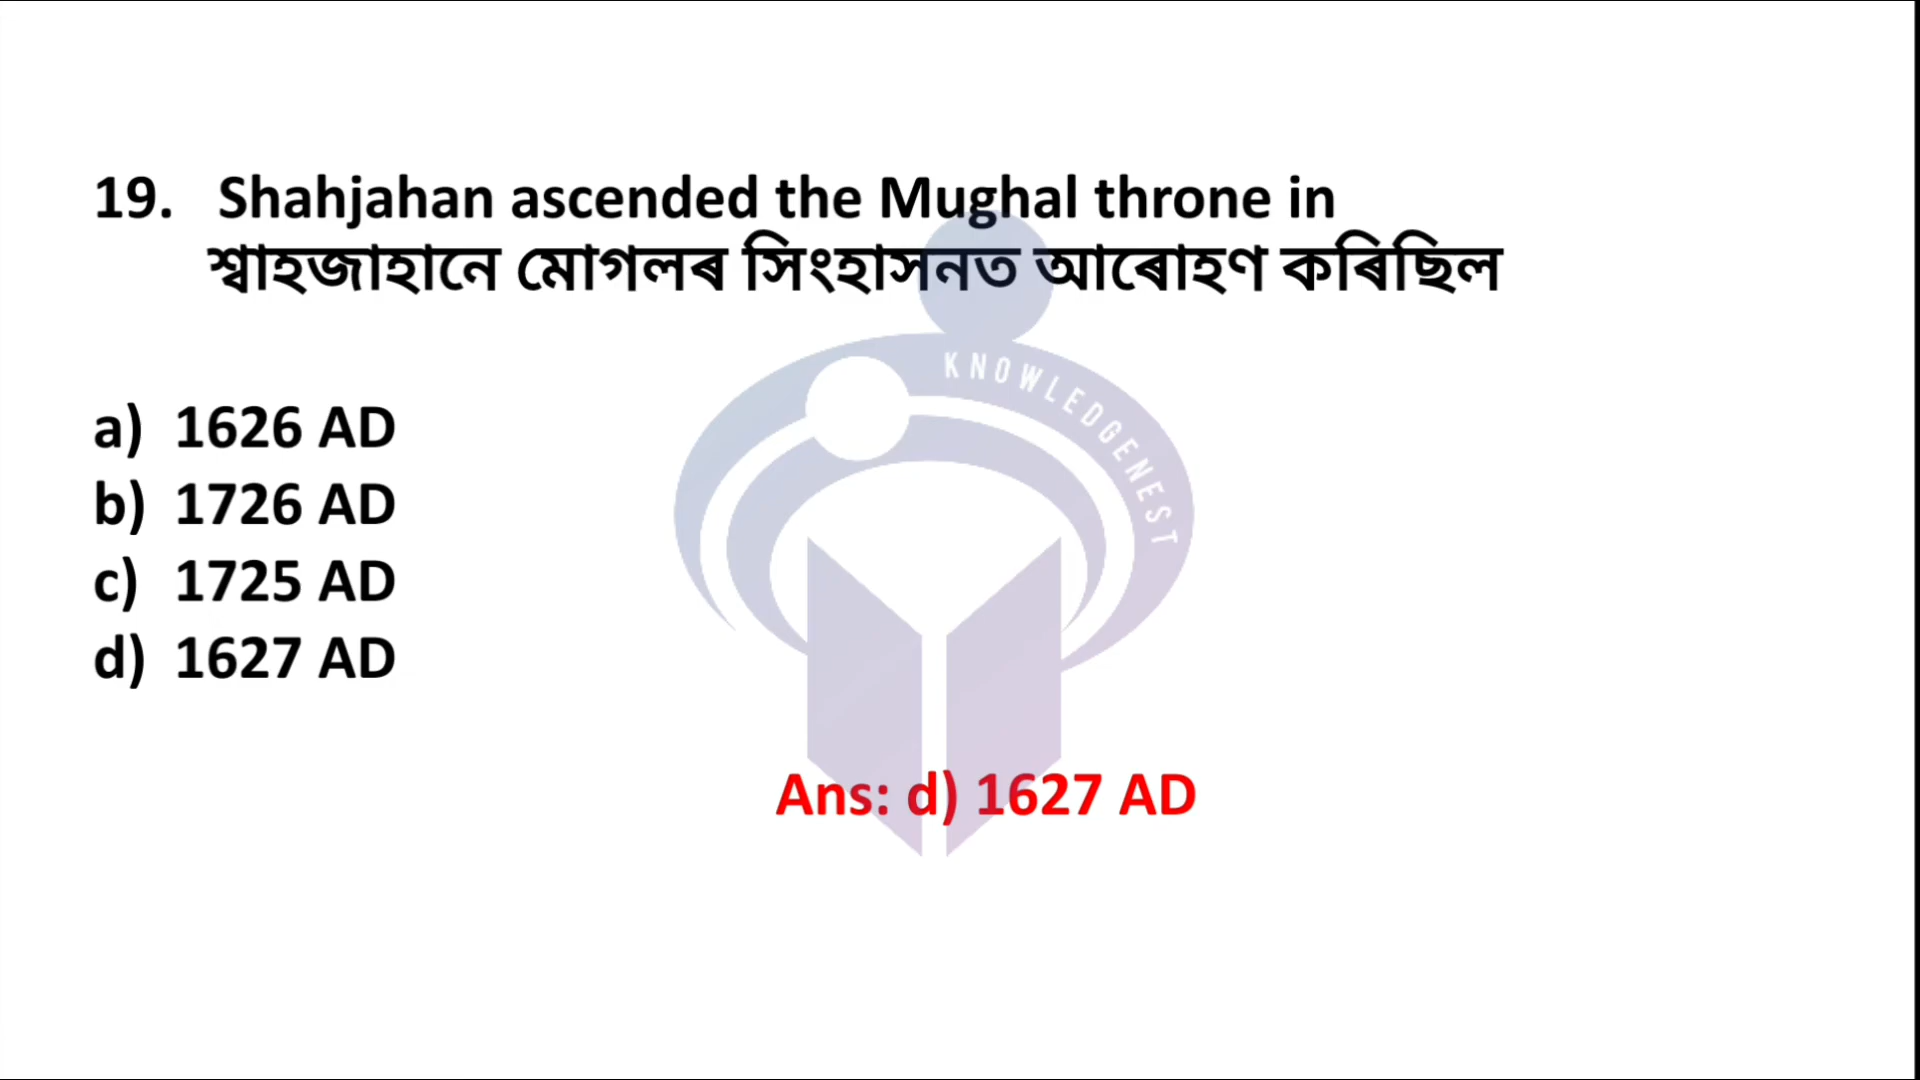 19. Shahjahan ascended the Mughal throne in
শ্বাহজাহানে মোগলৰ সিংহাসনত আৰোহণ কৰিছিল
KNOWLEDGENEST
a) 1626 AD
b) 1726 AD
c) 1725 AD
d) 1627 AD
Ans: d) 1627 AD